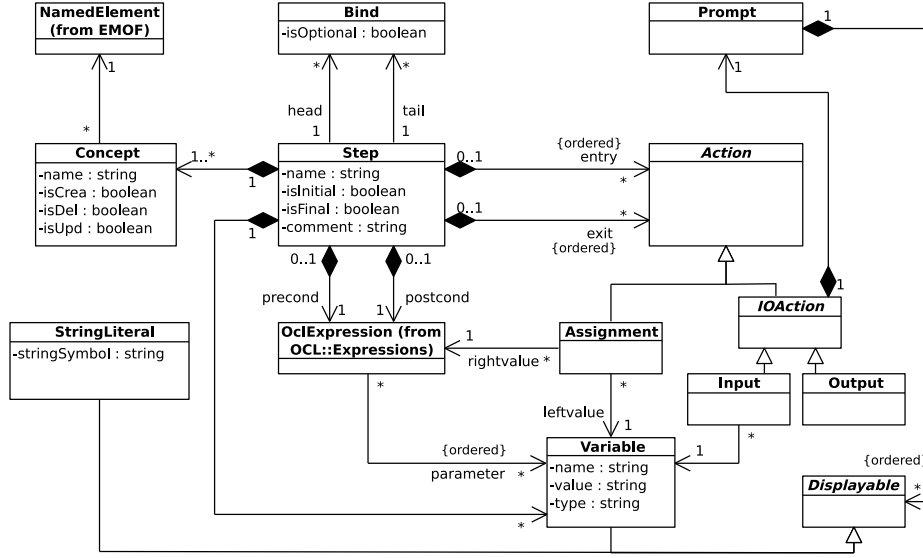 NamedElement
(from EMOF)
Bind
-isOptional : boolean
Prompt
1
*
*
1
1
head
tail
*
1
1
{ordered}
Concept
-name : string
-isCrea : boolean
-isDel : boolean
-isUpd : boolean
1..*
1
Step
-name : string
-isInitial : boolean
-isFinal : boolean
-comment : string
0..1
entry
*
Action
1
0..1
*
exit
{ordered}
0..1
0..1
precond
1
1
postcond
1
IOAction
StringLiteral
-stringSymbol : string
OclExpression (from
OCL::Expressions)
1
rightvalue
*
Assignment
Input
Output
*
*
leftvalue
1
*
{ordered}
parameter
*
Variable
-name : string
-value : string
-type : string
1
{ordered}
Displayable
*
*